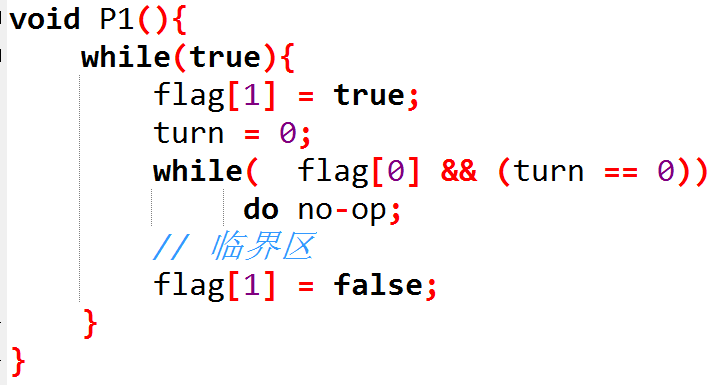 void P1(){
while(true){
flag[1] = true;
turn = 0;
while(  flag[0] && (turn == 0))
do no-op;
// 临界区
flag[1] = false;
}
}